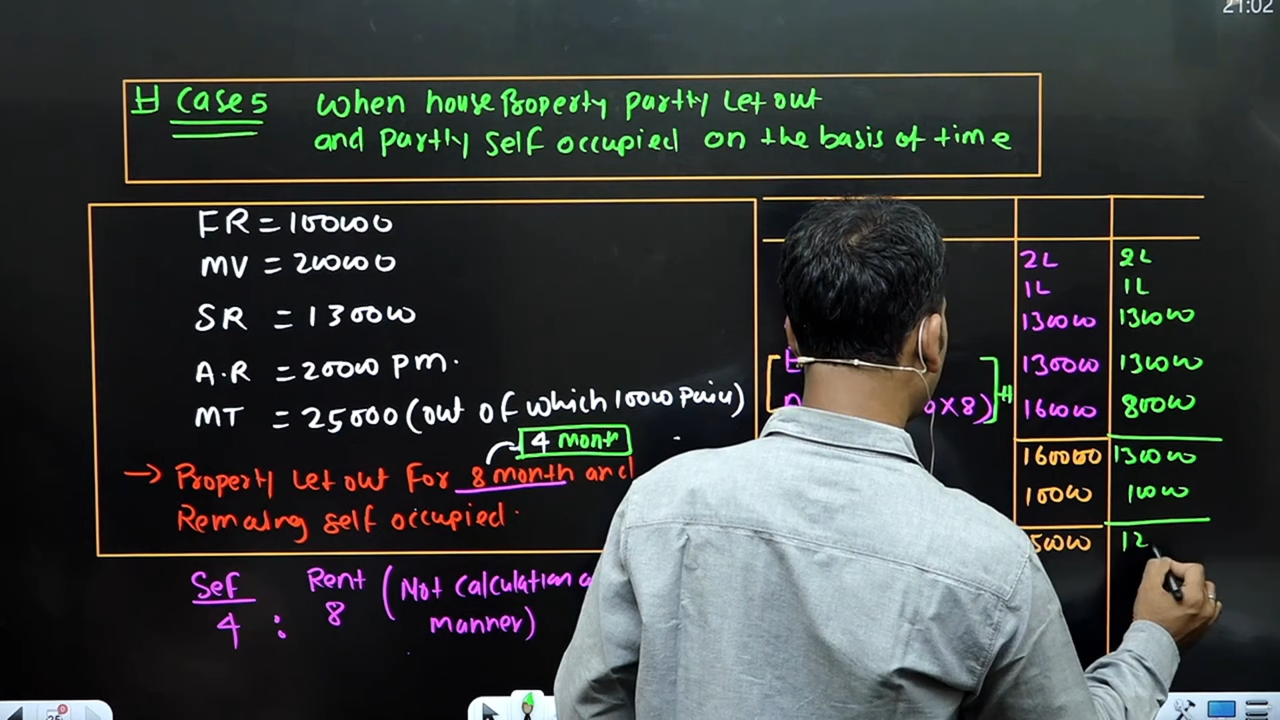 21:02
Case 5 when house Property partly Let out
and Partly Self occupied on the basis of time
FR = 100000
MV = 200000
SR = 130000
A.R = 20000 pm.
MT = 25000 (out of which 10000 Paid)
4 month
→ Property Let out For 8 month and
Remaing self occupied.
Sef Rent (Not calculation
4 : 8 manner)
2L 2L
1L 1L
130000 130000
130000 130000
× 8) 160000 80000
160000 130000
10000 10000
50000 12